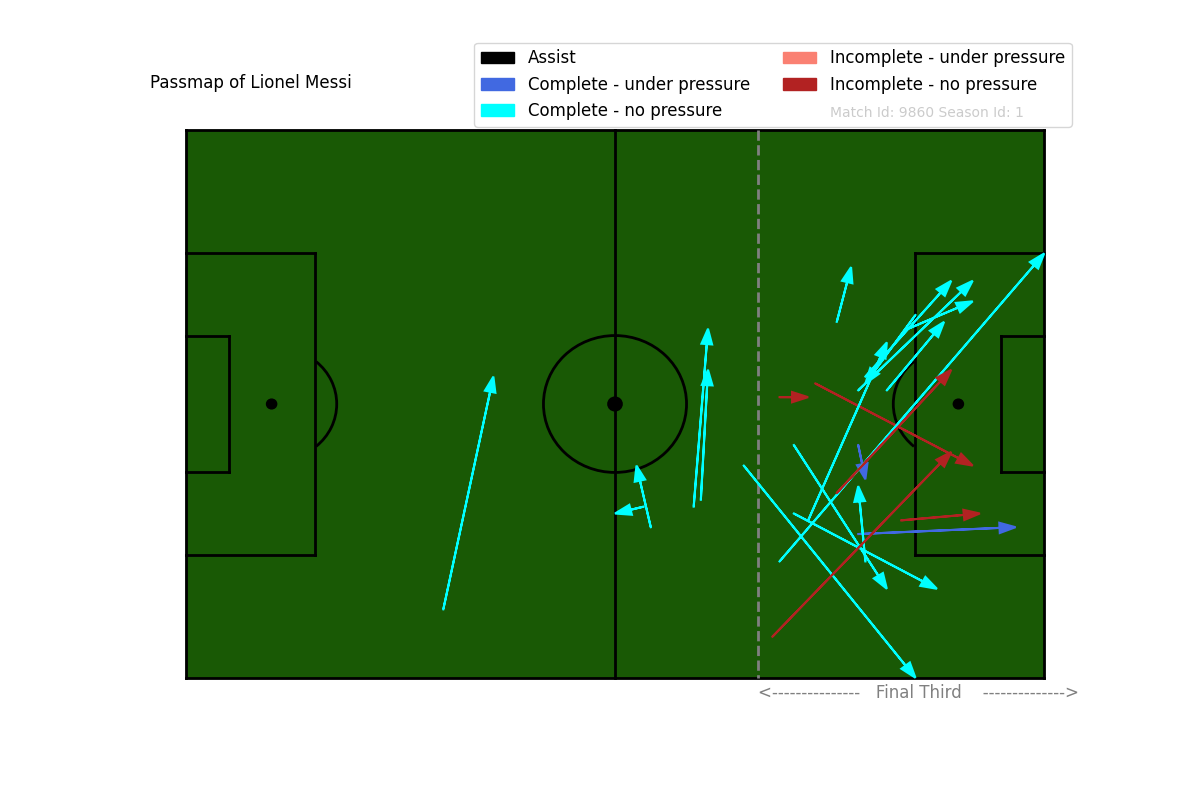 Passmap of Lionel Messi
Assist
Complete - under pressure
Complete - no pressure
Incomplete - under pressure
Incomplete - no pressure
Match Id: 9860 Season Id: 1
<--------------- Final Third -------------->